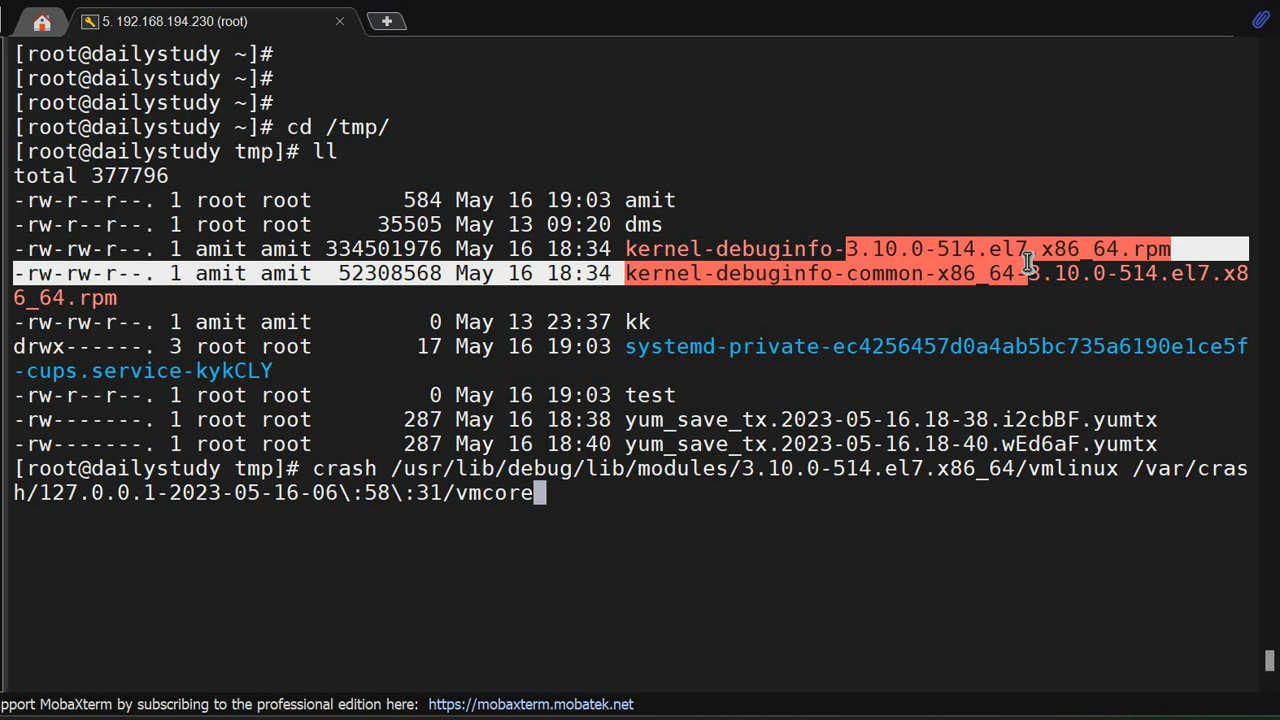 5. 192.168.194.230 (root)
[root@dailystudy ~]#
[root@dailystudy ~]#
[root@dailystudy ~]#
[root@dailystudy ~]# cd /tmp/
[root@dailystudy tmp]# ll
total 377796
-rw-r--r--. 1 root root       584 May 16 19:03 amit
-rw-r--r--. 1 root root     35505 May 13 09:20 dms
-rw-rw-r--. 1 amit amit 334501976 May 16 18:34 kernel-debuginfo-3.10.0-514.el7.x86_64.rpm
-rw-rw-r--. 1 amit amit  52308568 May 16 18:34 kernel-debuginfo-common-x86_64-3.10.0-514.el7.x8
6_64.rpm
-rw-rw-r--. 1 amit amit         0 May 13 23:37 kk
drwx------. 3 root root        17 May 16 19:03 systemd-private-ec4256457d0a4ab5bc735a6190e1ce5f
-cups.service-kykCLY
-rw-r--r--. 1 root root         0 May 16 19:03 test
-rw-------. 1 root root       287 May 16 18:38 yum_save_tx.2023-05-16.18-38.i2cbBF.yumtx
-rw-------. 1 root root       287 May 16 18:40 yum_save_tx.2023-05-16.18-40.wEd6aF.yumtx
[root@dailystudy tmp]# crash /usr/lib/debug/lib/modules/3.10.0-514.el7.x86_64/vmlinux /var/cras
h/127.0.0.1-2023-05-16-06\:58\:31/vmcore
pport MobaXterm by subscribing to the professional edition here: https://mobaxterm.mobatek.net